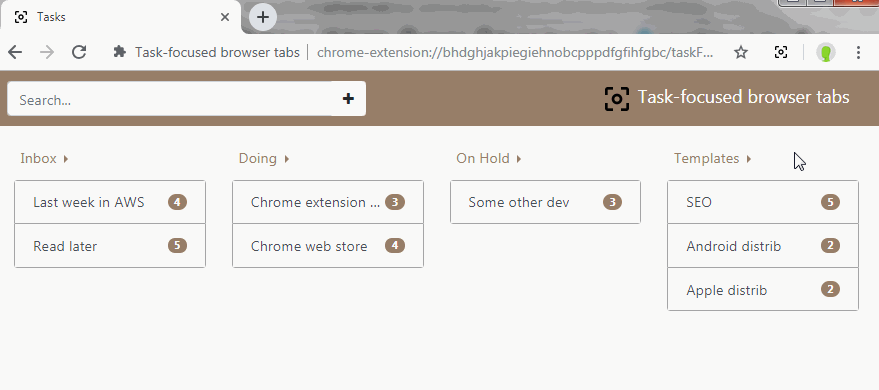 Tasks
Task-focused browser tabs chrome-extension://bhdghjakpiegiehnobcpppdfgfihfgbc/taskF...
Search...
Task-focused browser tabs
Inbox Doing On Hold Templates
Last week in AWS 4 Chrome extension ... 3 Some other dev 3 SEO 5
Read later 5 Chrome web store 4 Android distrib 2
Apple distrib 2